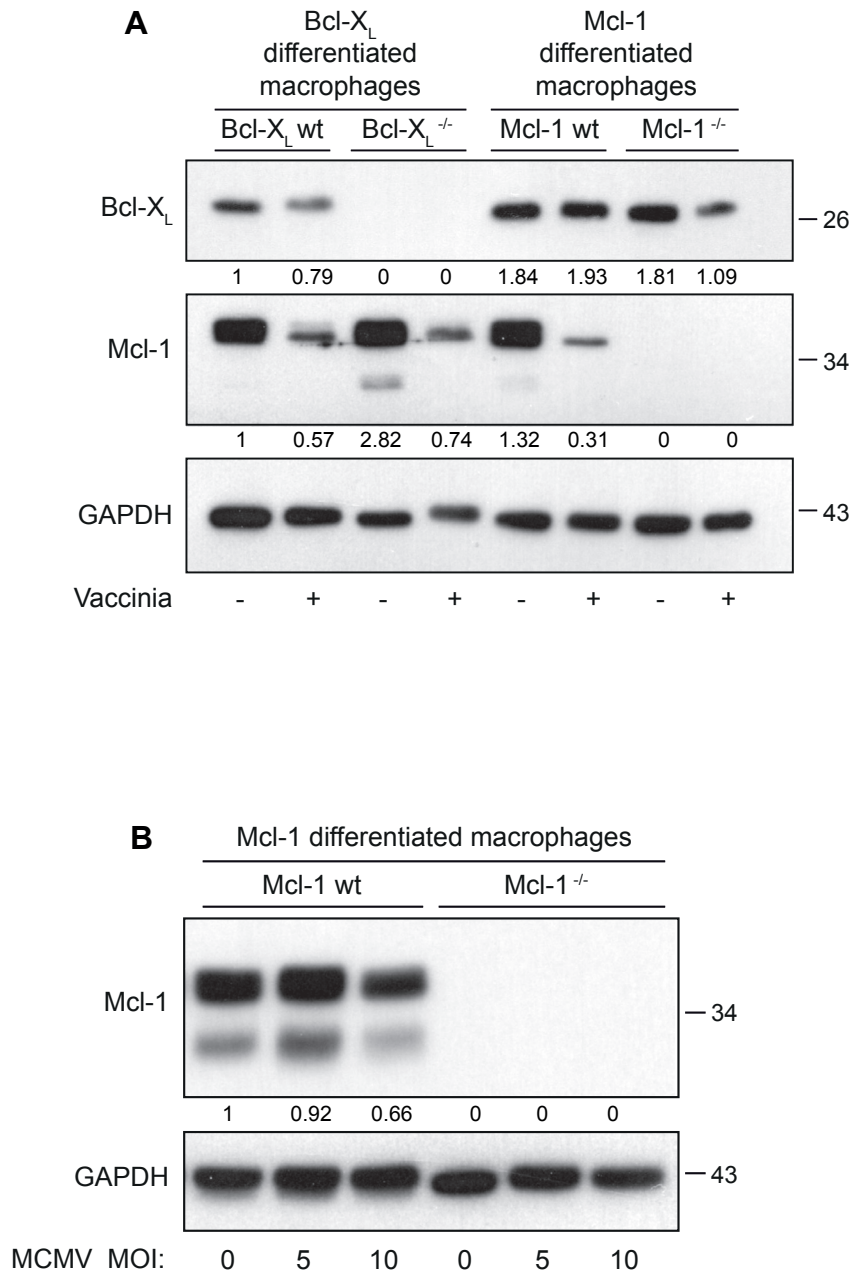 A
Bcl-X_L differentiated macrophages
Mcl-1 differentiated macrophages
Bcl-X_L wt Bcl-X_L -/- Mcl-1 wt Mcl-1 -/-
Bcl-X_L
26
1 0.79 0 0 1.84 1.93 1.81 1.09
Mcl-1
34
1 0.57 2.82 0.74 1.32 0.31 0 0
GAPDH
43
Vaccinia - + - + - + - +
B
Mcl-1 differentiated macrophages
Mcl-1 wt Mcl-1 -/-
Mcl-1
34
1 0.92 0.66 0 0 0
GAPDH
43
MCMV MOI: 0 5 10 0 5 10